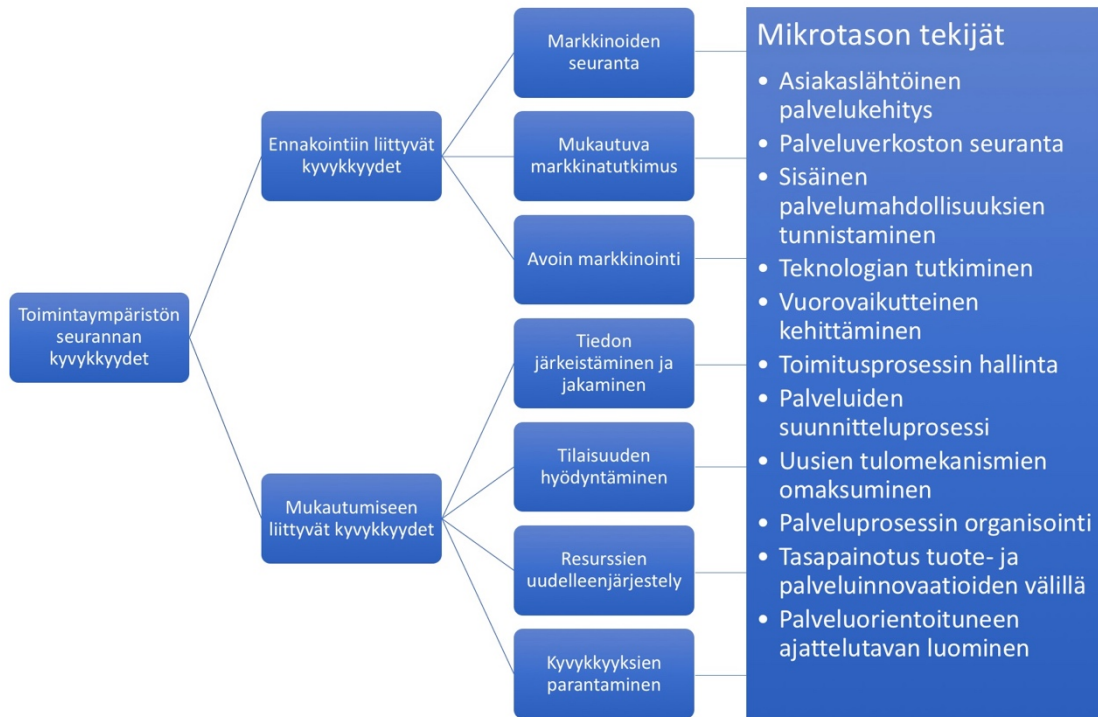 Toimintaympäristön
seurannan
kyvykkyydet
Ennakointiin liittyvät
kyvykkyydet
Mukautumiseen
liittyvät kyvykkyydet
Markkinoiden
seuranta
Mukautuva
markkinatutkimus
Avoin markkinointi
Tiedon
järkeistäminen ja
jakaminen
Tilaisuuden
hyödyntäminen
Resurssien
uudelleenjärjestely
Kyvykkyyksien
parantaminen
Mikrotason tekijät
• Asiakaslähtöinen
palvelukehitys
• Palveluverkoston seuranta
• Sisäinen
palvelumahdollisuuksien
tunnistaminen
• Teknologian tutkiminen
• Vuorovaikutteinen
kehittäminen
• Toimitusprosessin hallinta
• Palveluiden
suunnitteluprosessi
• Uusien tulomekanismien
omaksuminen
• Palveluprosessin organisointi
• Tasapainotus tuote- ja
palveluinnovaatioiden välillä
• Palveluorientoituneen
ajattelutavan luominen